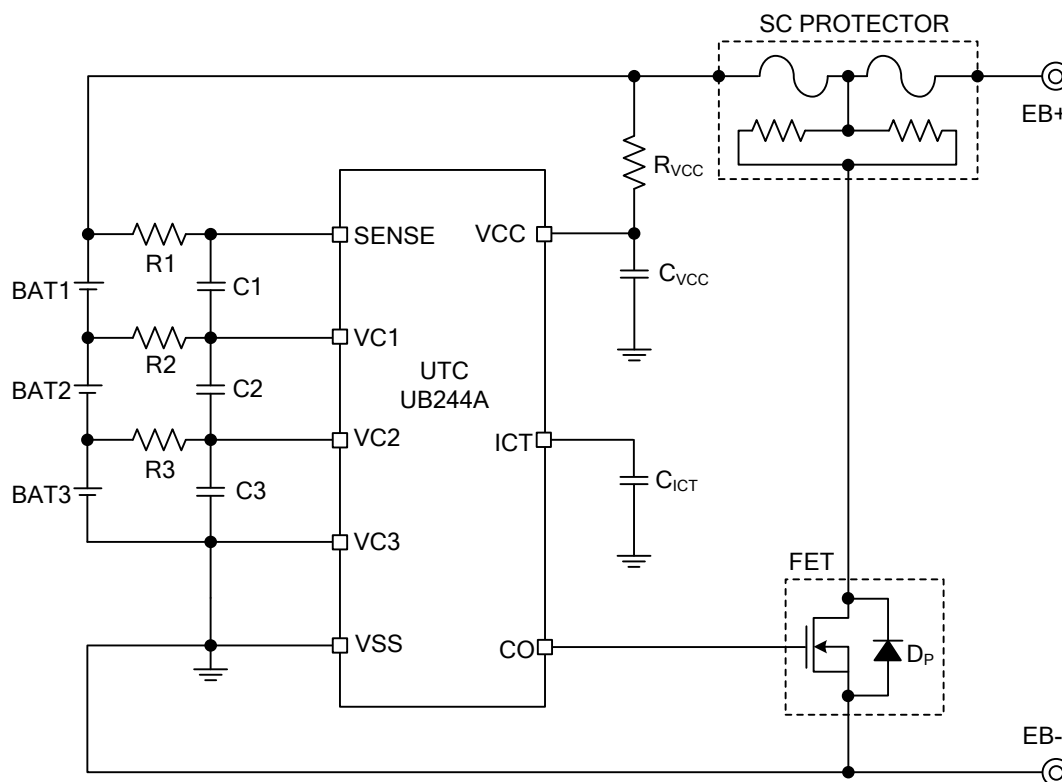 SC PROTECTOR
EB+
RVCC
SENSE
VCC
R1
C1
BAT1
CVCC
VC1
R2
UTC
UB244A
BAT2
C2
VC2
ICT
R3
CICT
BAT3
C3
VC3
FET
VSS
CO
DP
EB-